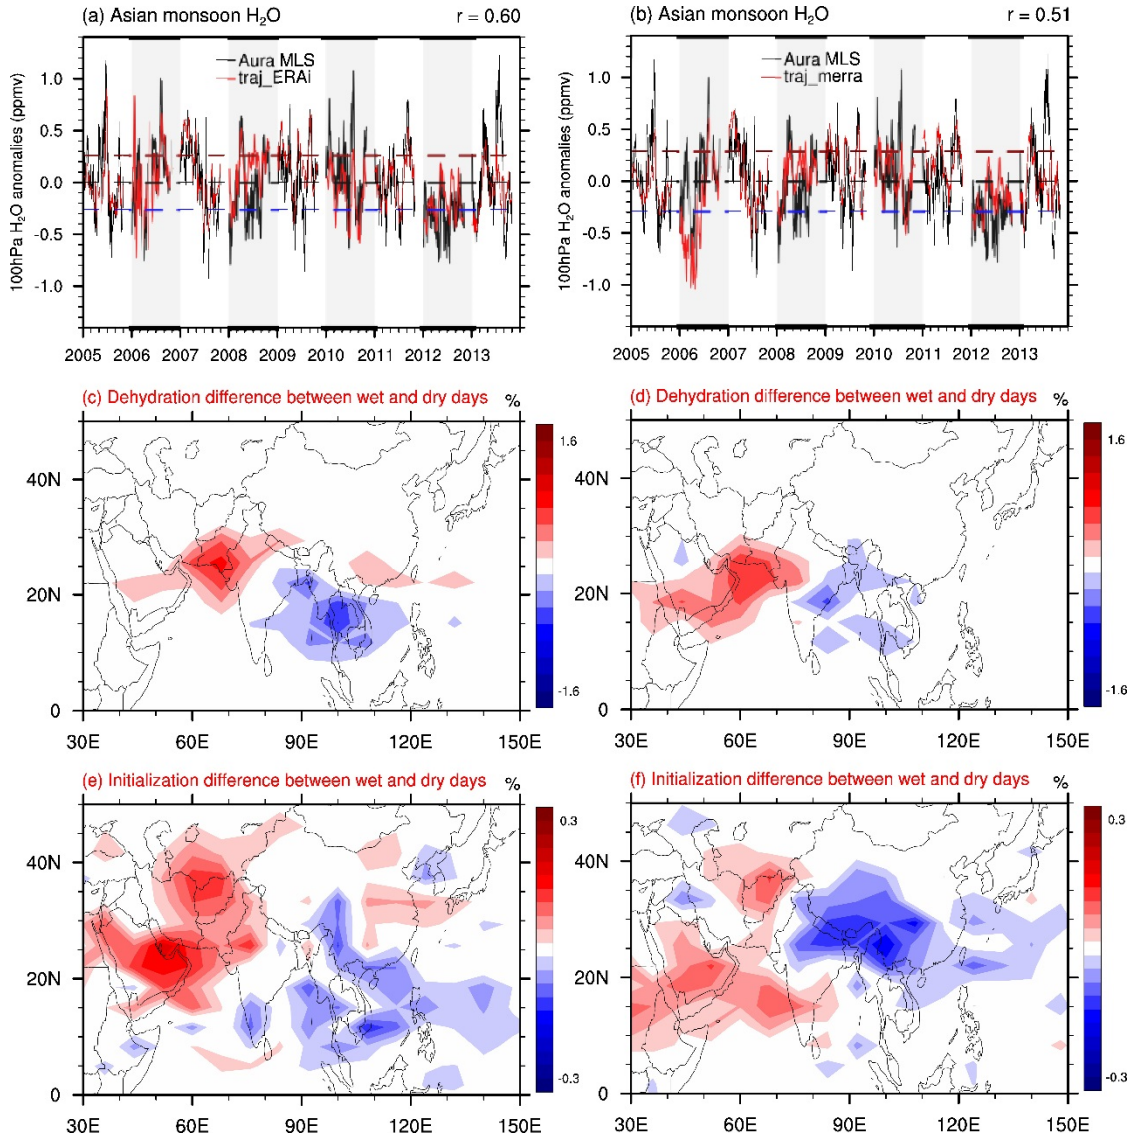 (a) Asian monsoon H₂O r = 0.60
Aura MLS
traj_ERAi
100hPa H₂O anomalies (ppmv)
1.0
0.5
0.0
-0.5
-1.0
2005 2006 2007 2008 2009 2010 2011 2012 2013
(b) Asian monsoon H₂O r = 0.51
Aura MLS
traj_merra
100hPa H₂O anomalies (ppmv)
1.0
0.5
0.0
-0.5
-1.0
2005 2006 2007 2008 2009 2010 2011 2012 2013
(c) Dehydration difference between wet and dry days %
1.6
-1.6
40N
20N
0
30E 60E 90E 120E 150E
(d) Dehydration difference between wet and dry days %
1.6
-1.6
40N
20N
0
30E 60E 90E 120E 150E
(e) Initialization difference between wet and dry days %
0.3
-0.3
40N
20N
0
30E 60E 90E 120E 150E
(f) Initialization difference between wet and dry days %
0.3
-0.3
40N
20N
0
30E 60E 90E 120E 150E